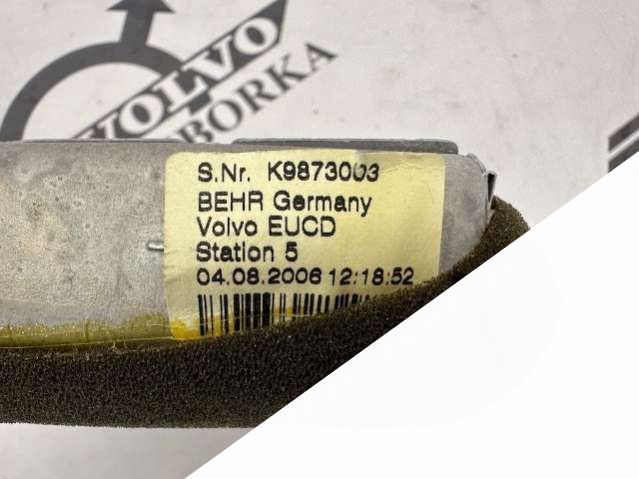 VOLVO
BORKA
S.Nr. K9873003
BEHR Germany
Volvo EUCD
Station 5
04.08.2006 12:18:52